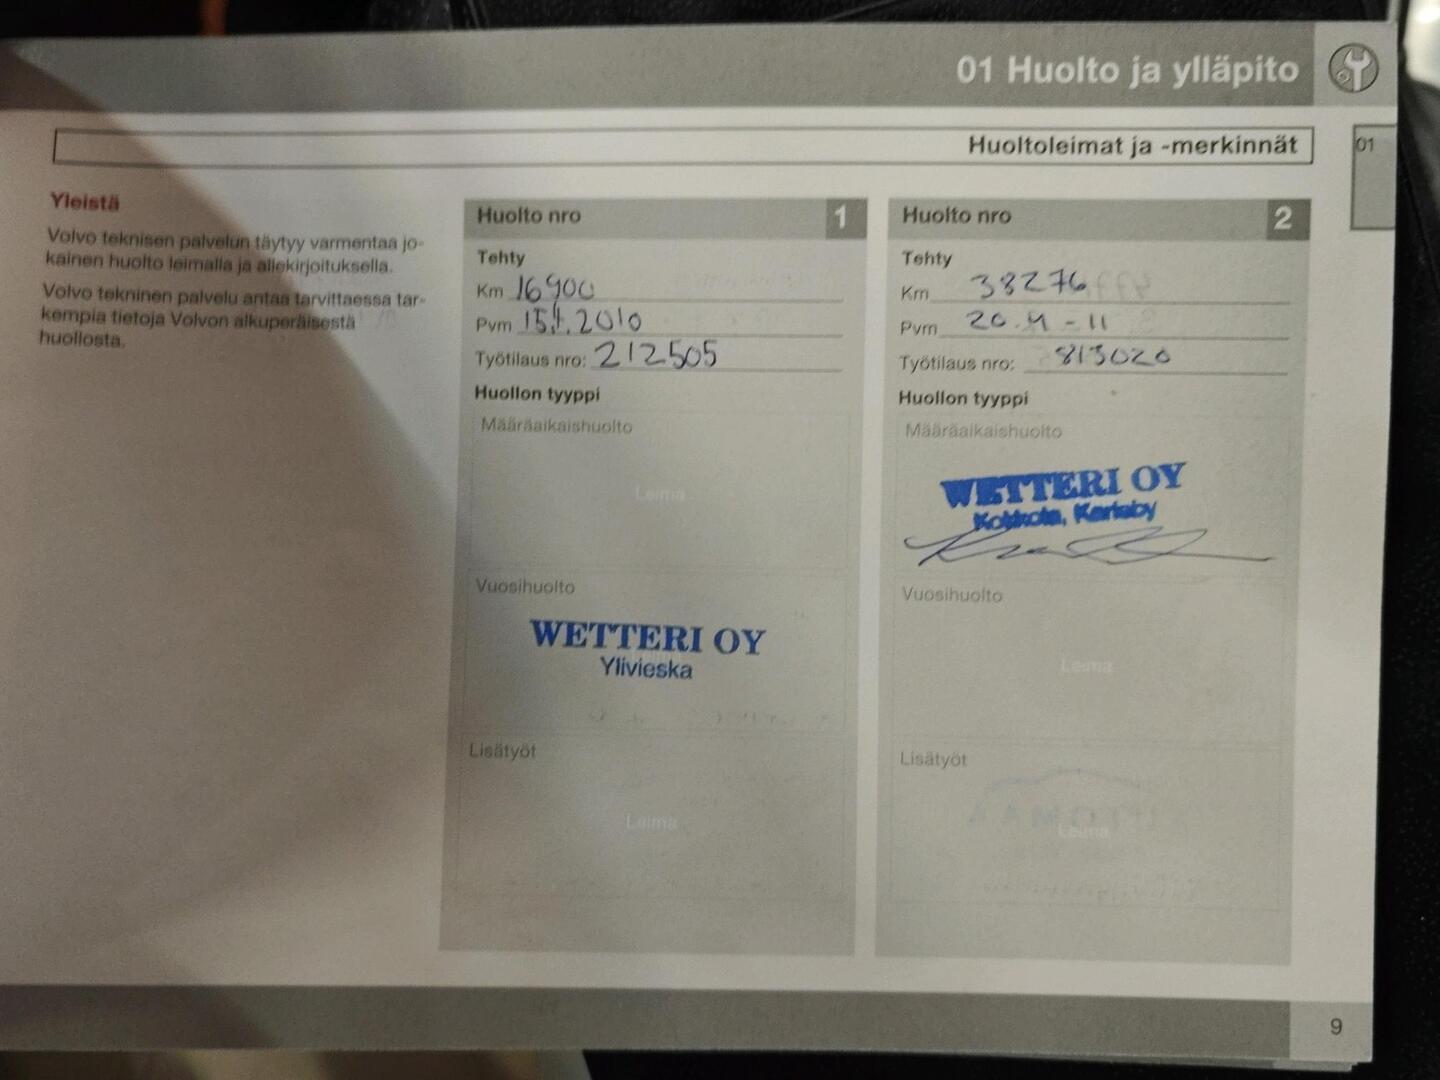 01 Huolto ja ylläpito
Huoltoleimat ja -merkinnät
01
Yleistä
Volvo teknisen palvelun täytyy varmentaa jo-
kainen huolto leimalla ja allekirjoituksella.
Volvo tekninen palvelu antaa tarvittaessa tar-
kempia tietoja Volvon alkuperäisestä
huollosta.
Huolto nro 1
Tehty
Km 16900
Pvm 15.4.2010
Työtilaus nro: 212505
Huollon tyyppi
Määräaikaishuolto
Leima
Vuosihuolto
WETTERI OY
Ylivieska
Lisätyöt
Leima
Huolto nro 2
Tehty
Km 38276
Pvm 20.4-11
Työtilaus nro: 813020
Huollon tyyppi
Määräaikaishuolto
WETTERI OY
Kokkola, Karleby
Vuosihuolto
Leima
Lisätyöt
Leima
9